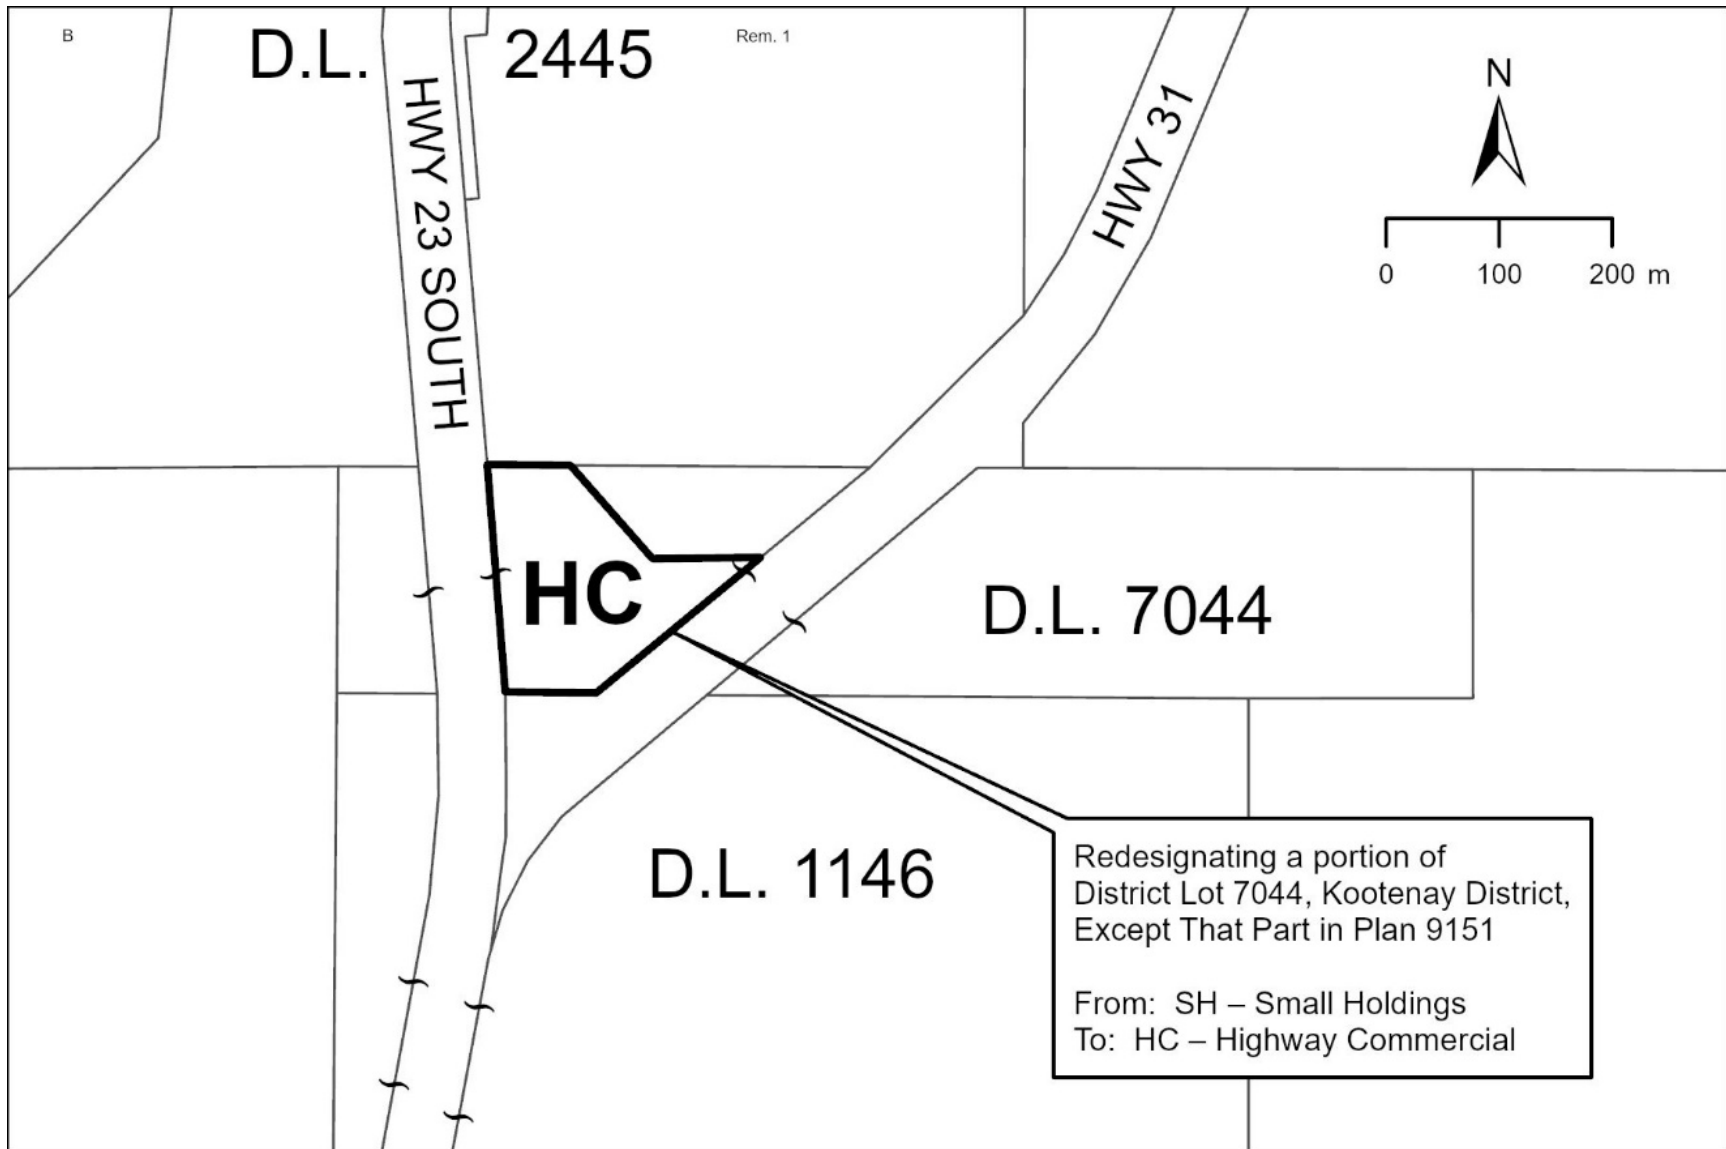 B
D.L. 2445
Rem. 1
HWY 23 SOUTH
HWY 31
N
0 100 200 m
HC
D.L. 7044
D.L. 1146
Redesignating a portion of
District Lot 7044, Kootenay District,
Except That Part in Plan 9151
From: SH – Small Holdings
To: HC – Highway Commercial